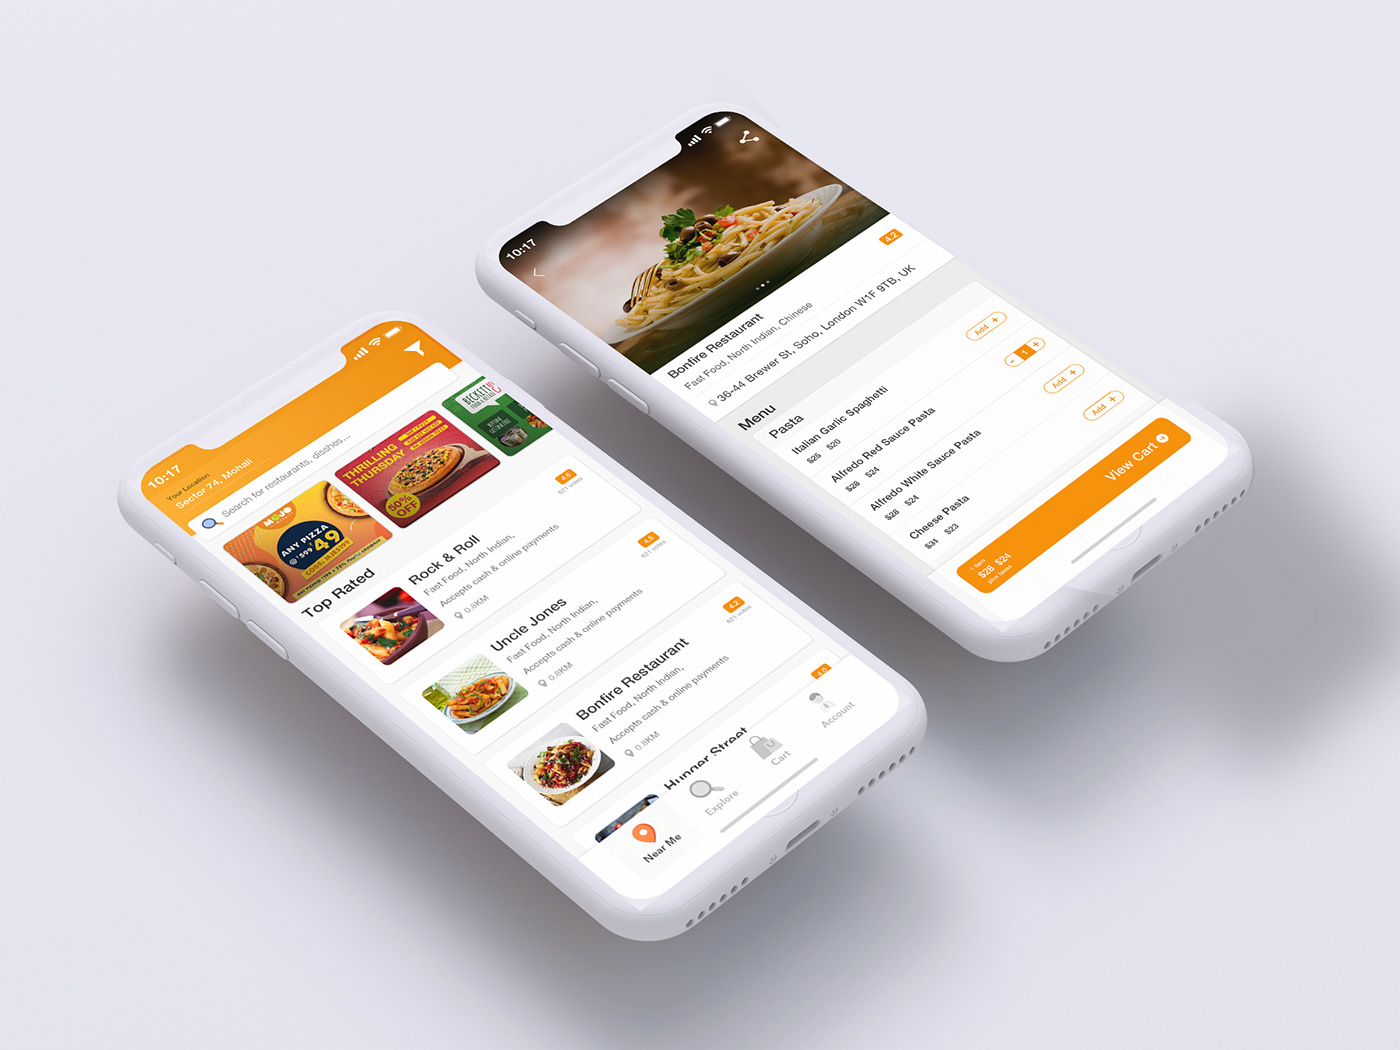 10:17
Your Location
Sector 74, Mohali
Search for restaurants, disshes...
MOJO
ANY PIZZA
@ 599 49
THRILLING
THURSDAY
50%
OFF
BECKETT
Top Rated
Rock & Roll
Fast Food, North Indian,
Accepts cash & online payments
0.8KM
4.6
621 votes
Uncle Jones
Fast Food, North Indian,
Accepts cash & online payments
0.8KM
4.5
621 votes
Bonfire Restaurant
Fast Food, North Indian,
Accepts cash & online payments
0.8KM
4.2
621 votes
Hunger Street
4.0
Near Me
Explore
Cart
Account
10:17
Bonfire Restaurant
4.2
Fast Food, North Indian, Chinese
36-44 Brewer St, Soho, London W1F 9TB, UK
Menu
Pasta
Italian Garlic Spaghetti
$25 $20
Add +
Alfredo Red Sauce Pasta
$28 $24
- 1 +
Alfredo White Sauce Pasta
$28 $24
Add +
Cheese Pasta
$31 $23
Add +
1 Item
$28 $24
plus taxes
View Cart